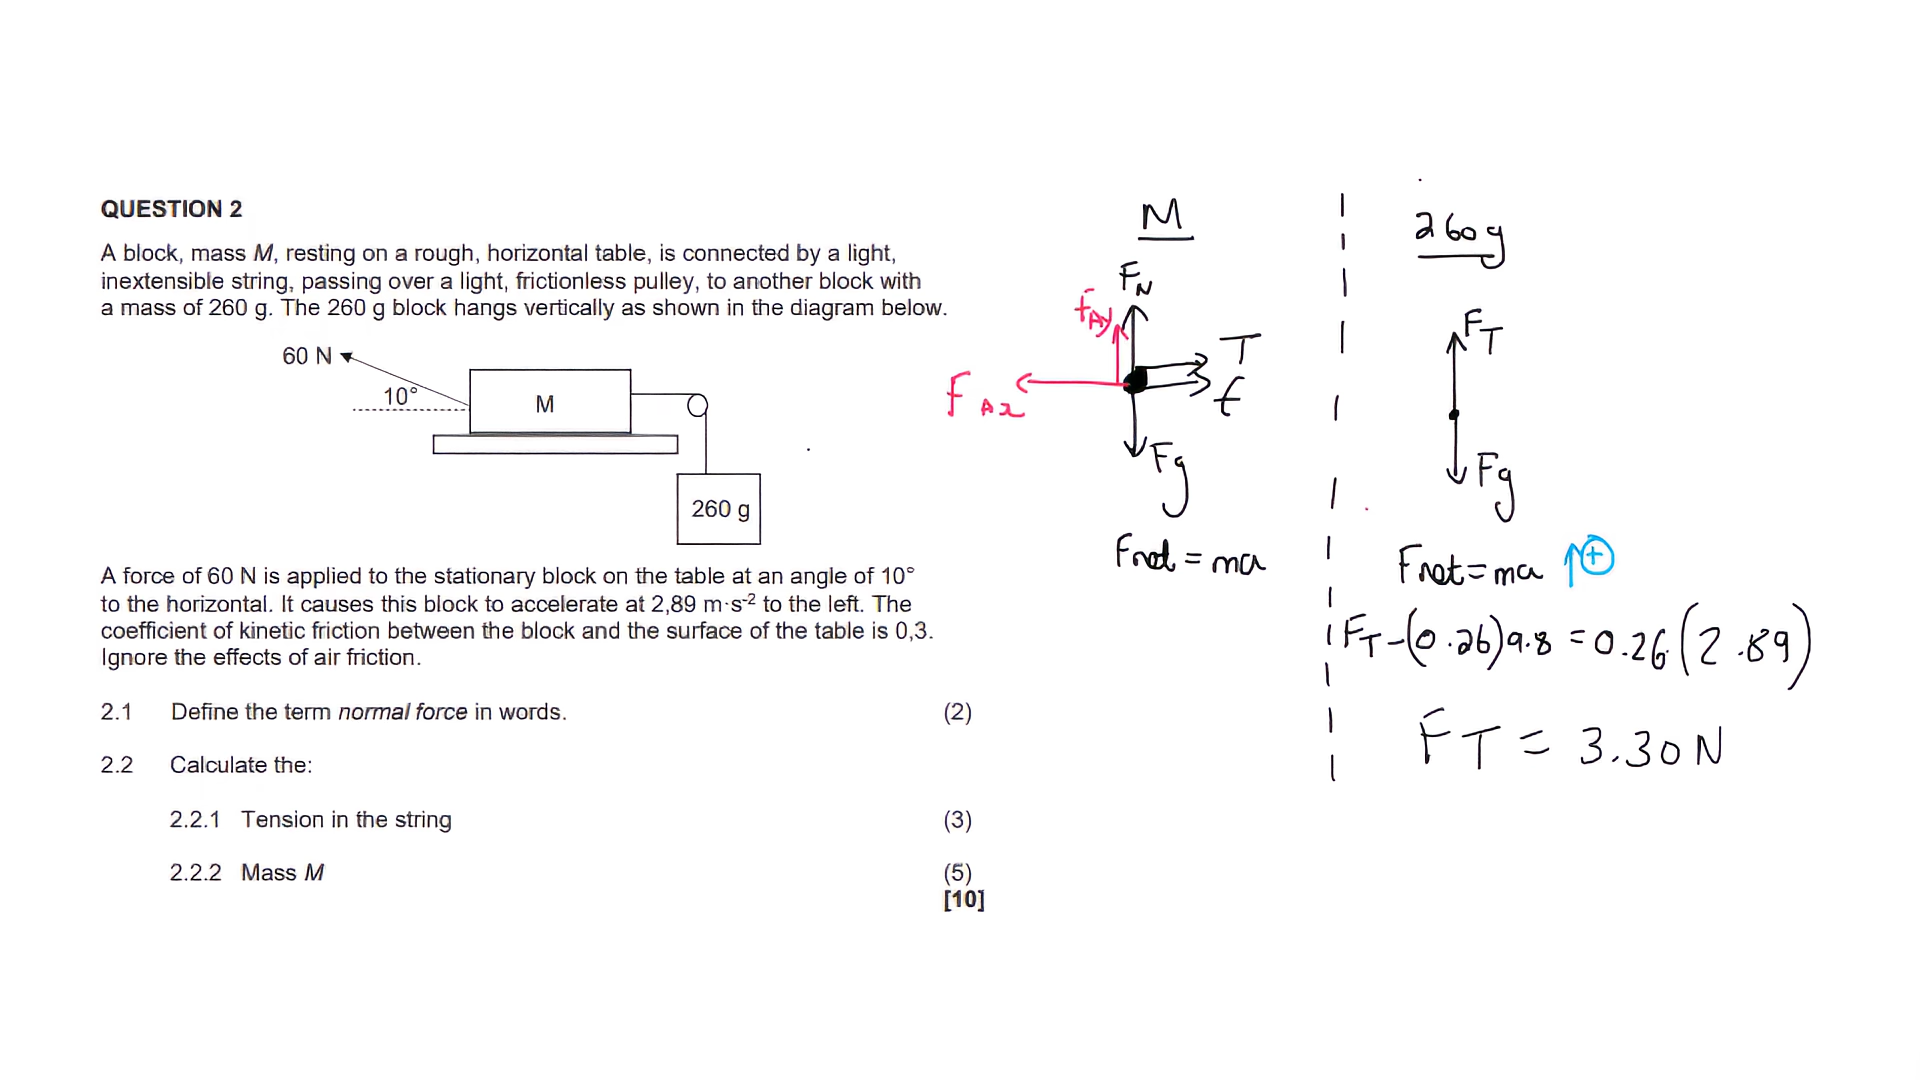 QUESTION 2
A block, mass M, resting on a rough, horizontal table, is connected by a light,
inextensible string, passing over a light, frictionless pulley, to another block with
a mass of 260 g. The 260 g block hangs vertically as shown in the diagram below.
60 N
10°
M
260 g
A force of 60 N is applied to the stationary block on the table at an angle of 10°
to the horizontal. It causes this block to accelerate at 2,89 m·s-2 to the left. The
coefficient of kinetic friction between the block and the surface of the table is 0,3.
Ignore the effects of air friction.
2.1 Define the term normal force in words. (2)
2.2 Calculate the:
2.2.1 Tension in the string (3)
2.2.2 Mass M (5)
[10]
M
FN
FAy
T
FAx
f
Fg
Fnet = ma
260g
FT
Fg
Fnet = ma +
FT - (0.26)9.8 = 0.26(2.89)
FT = 3.30N